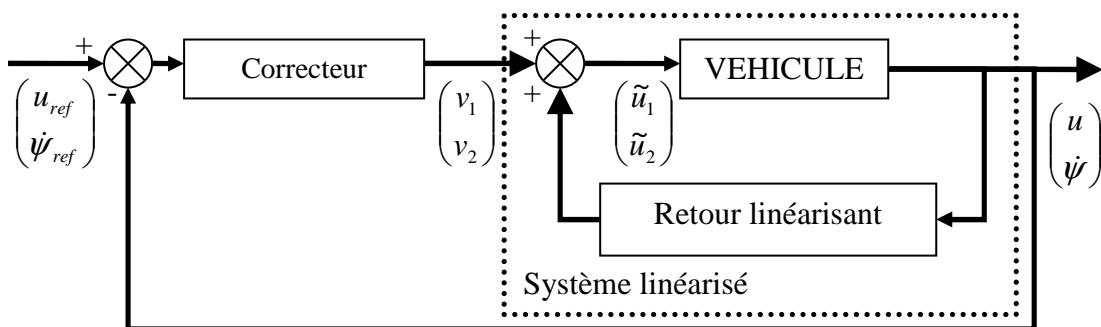 +
-
Correcteur
+
+
VEHICULE
u_ref
ψ̇_ref
v_1
v_2
ũ_1
ũ_2
u
ψ̇
Retour linéarisant
Système linéarisé